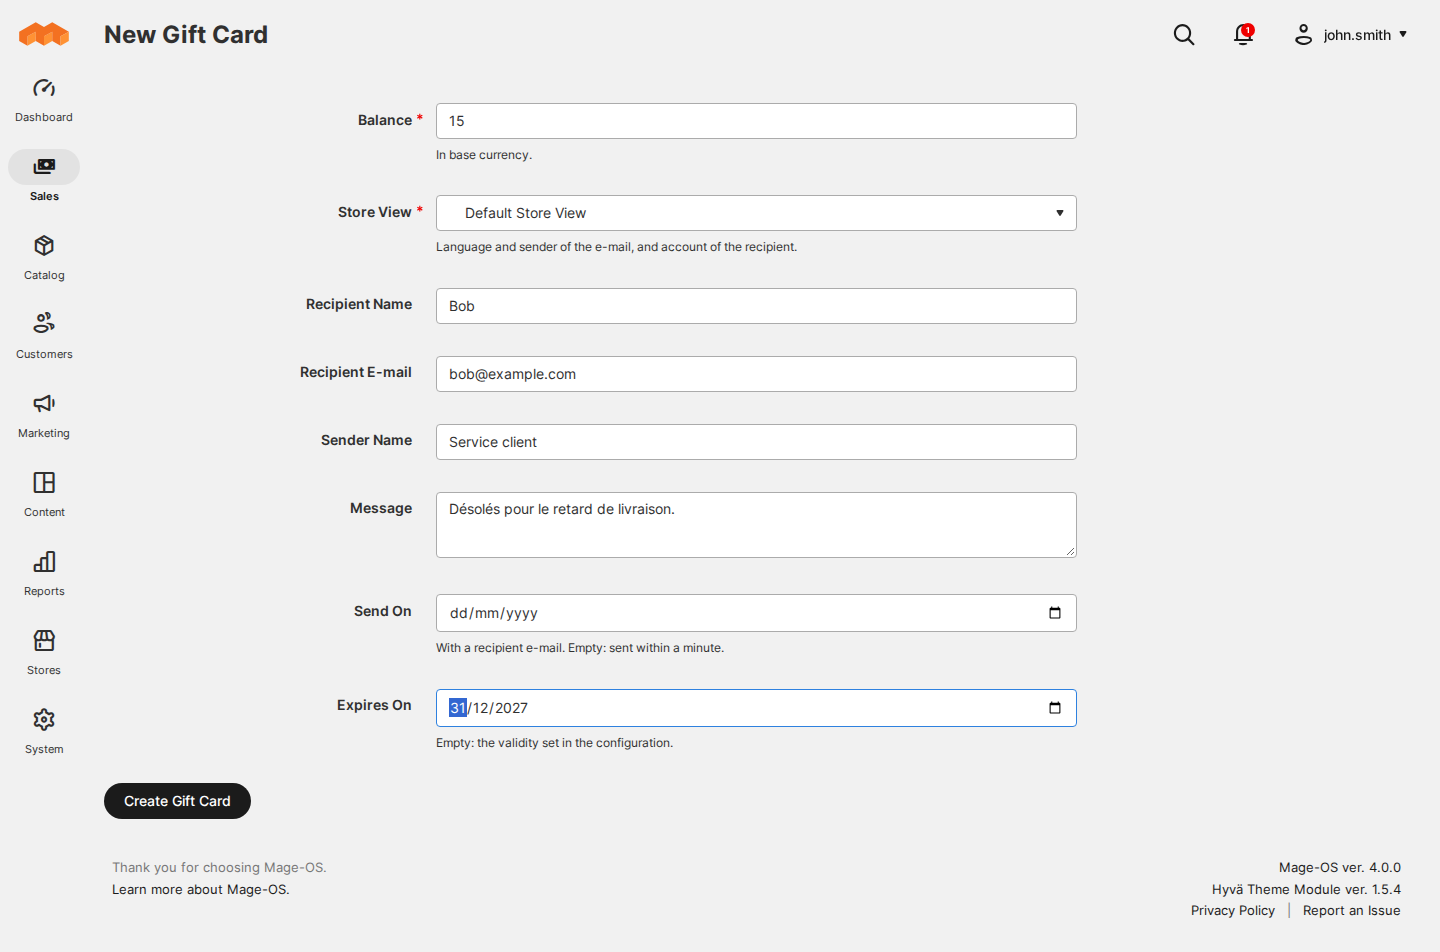 New Gift Card
1
john.smith
Dashboard
Sales
Catalog
Customers
Marketing
Content
Reports
Stores
System
Balance *
15
In base currency.
Store View *
Default Store View
Language and sender of the e-mail, and account of the recipient.
Recipient Name
Bob
Recipient E-mail
bob@example.com
Sender Name
Service client
Message
Désolés pour le retard de livraison.
Send On
dd/mm/yyyy
With a recipient e-mail. Empty: sent within a minute.
Expires On
31/12/2027
Empty: the validity set in the configuration.
Create Gift Card
Thank you for choosing Mage-OS.
Learn more about Mage-OS.
Mage-OS ver. 4.0.0
Hyvä Theme Module ver. 1.5.4
Privacy Policy | Report an Issue